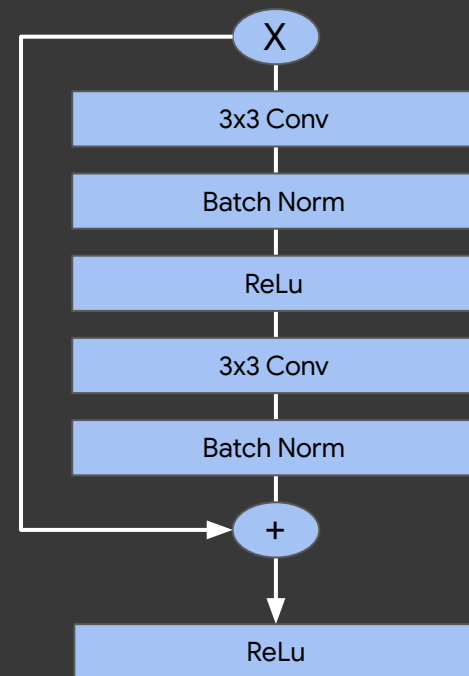 X
3x3 Conv
Batch Norm
ReLu
3x3 Conv
Batch Norm
+
ReLu